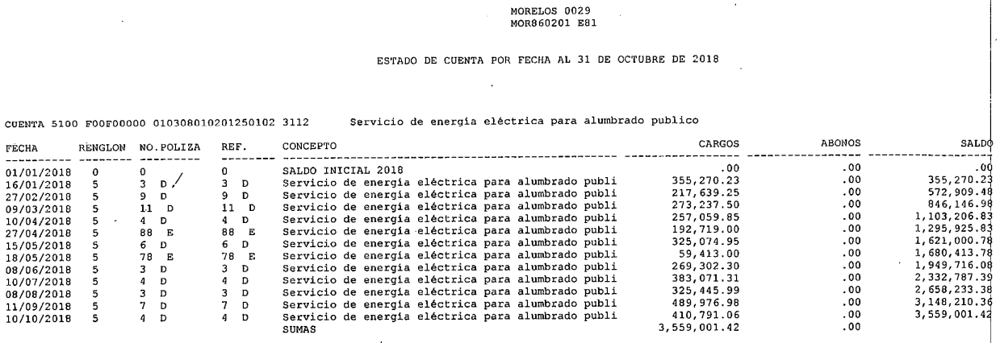 MORELOS 0029
MOR860201 E81
ESTADO DE CUENTA POR FECHA AL 31 DE OCTUBRE DE 2018
CUENTA 5100 F00F00000 010308010201250102 3112 Servicio de energía eléctrica para alumbrado publico
FECHA RENGLON NO.POLIZA REF. CONCEPTO CARGOS ABONOS SALDO
01/01/2018 0 0 0 SALDO INICIAL 2018 .00 .00 .00
16/01/2018 5 3 D 3 D Servicio de energía eléctrica para alumbrado publi 355,270.23 .00 355,270.23
27/02/2018 5 9 D 9 D Servicio de energía eléctrica para alumbrado publi 217,639.25 .00 572,909.48
09/03/2018 5 11 D 11 D Servicio de energía eléctrica para alumbrado publi 273,237.50 .00 846,146.98
10/04/2018 5 4 D 4 D Servicio de energía eléctrica para alumbrado publi 257,059.85 .00 1,103,206.83
27/04/2018 5 88 E 88 E Servicio de energía eléctrica para alumbrado publi 192,719.00 .00 1,295,925.83
15/05/2018 5 6 D 6 D Servicio de energía eléctrica para alumbrado publi 325,074.95 .00 1,621,000.78
18/05/2018 5 78 E 78 E Servicio de energía eléctrica para alumbrado publi 59,413.00 .00 1,680,413.78
08/06/2018 5 3 D 3 D Servicio de energía eléctrica para alumbrado publi 269,302.30 .00 1,949,716.08
10/07/2018 5 4 D 4 D Servicio de energía eléctrica para alumbrado publi 383,071.31 .00 2,332,787.39
08/08/2018 5 3 D 3 D Servicio de energía eléctrica para alumbrado publi 325,445.99 .00 2,658,233.38
11/09/2018 5 7 D 7 D Servicio de energía eléctrica para alumbrado publi 489,976.98 .00 3,148,210.36
10/10/2018 5 4 D 4 D Servicio de energía eléctrica para alumbrado publi 410,791.06 .00 3,559,001.42
SUMAS 3,559,001.42 .00